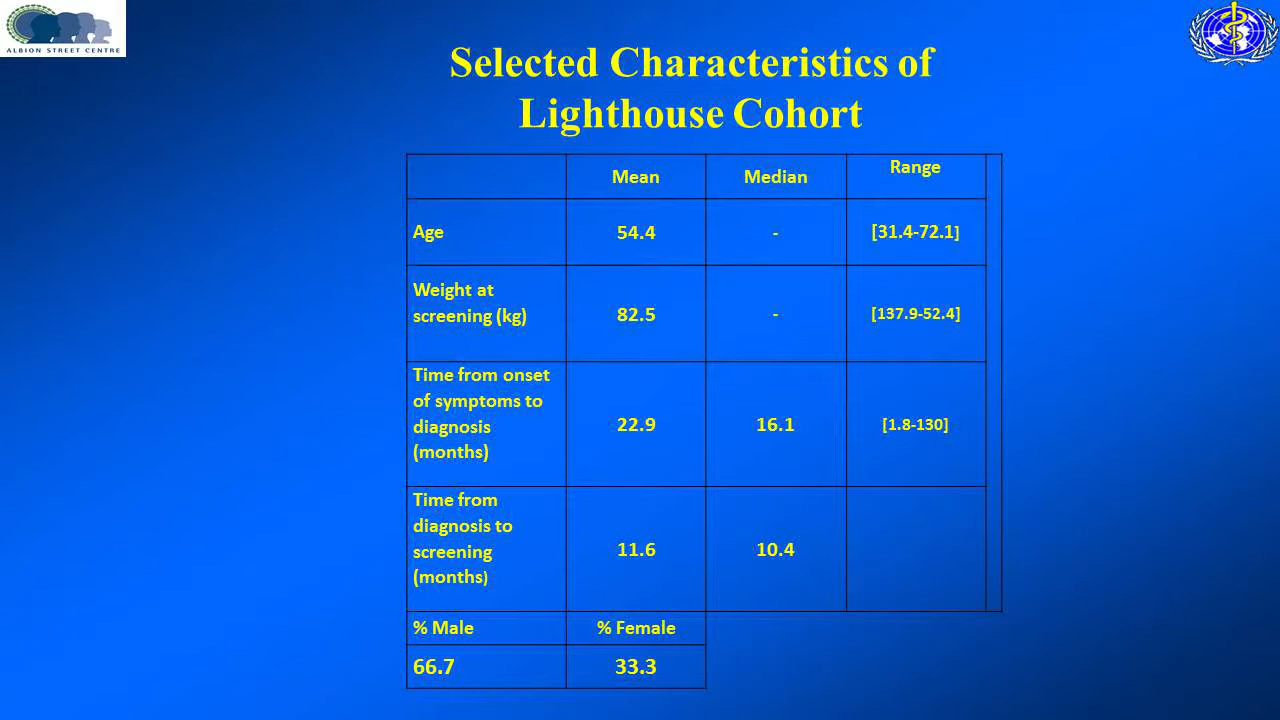 ALBION STREET CENTRE
Selected Characteristics of
Lighthouse Cohort
Mean Median Range
Age 54.4 - [31.4-72.1]
Weight at
screening (kg) 82.5 - [137.9-52.4]
Time from onset
of symptoms to
diagnosis
(months) 22.9 16.1 [1.8-130]
Time from
diagnosis to
screening
(months) 11.6 10.4
% Male % Female
66.7 33.3